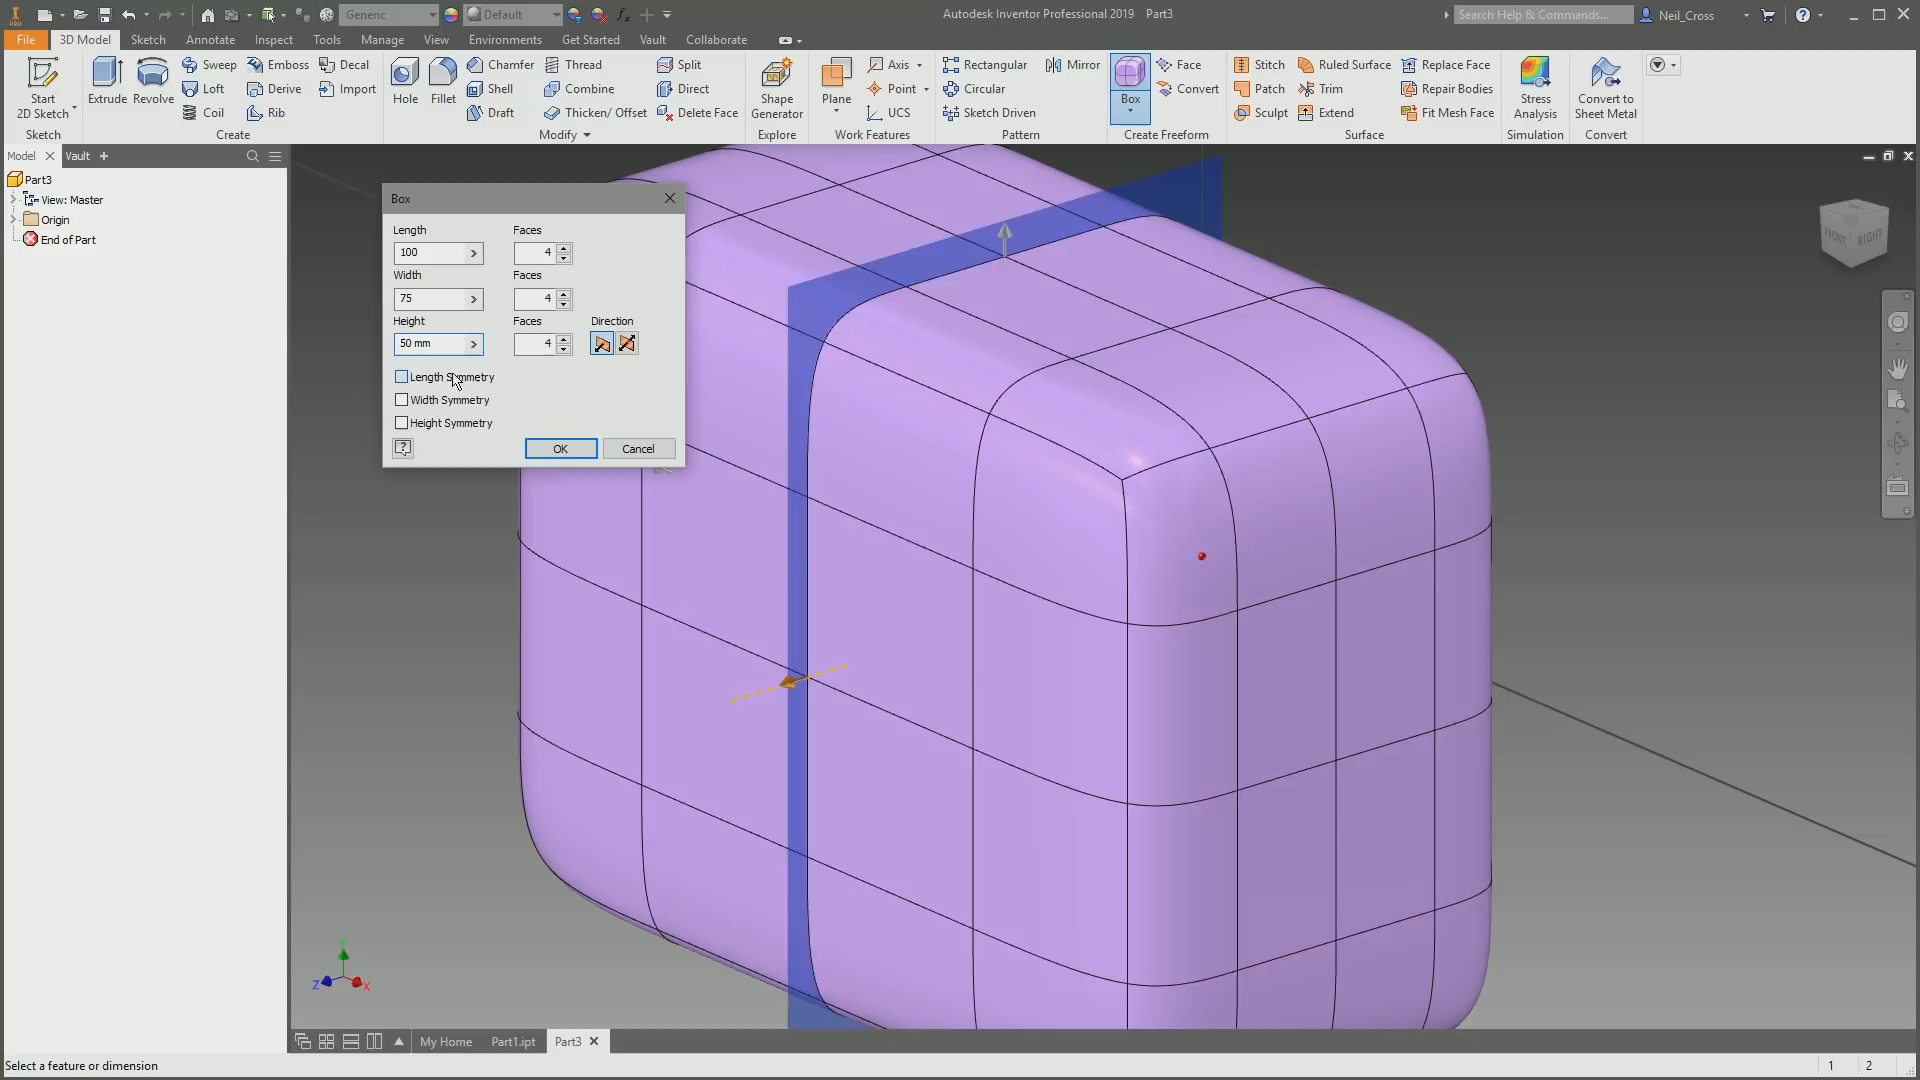 Generic
Default
Autodesk Inventor Professional 2019 Part3
Search Help & Commands...
Neil_Cross
File 3D Model Sketch Annotate Inspect Tools Manage View Environments Get Started Vault Collaborate
Start 2D Sketch
Extrude
Revolve
Sweep
Loft
Coil
Emboss
Derive
Rib
Decal
Import
Hole
Fillet
Chamfer
Shell
Draft
Thread
Combine
Thicken/ Offset
Split
Direct
Delete Face
Shape Generator
Plane
Axis
Point
UCS
Rectangular
Circular
Sketch Driven
Mirror
Box
Face
Convert
Stitch
Patch
Sculpt
Ruled Surface
Trim
Extend
Replace Face
Repair Bodies
Fit Mesh Face
Stress Analysis
Convert to Sheet Metal
Sketch Create Modify Explore Work Features Pattern Create Freeform Surface Simulation Convert
Model Vault
Part3
View: Master
Origin
End of Part
Box
Length Faces
100 4
Width Faces
75 4
Height Faces Direction
50 mm 4
Length Symmetry
Width Symmetry
Height Symmetry
OK Cancel
FRONT RIGHT
Y
Z
X
My Home Part1.ipt Part3
Select a feature or dimension
1 2